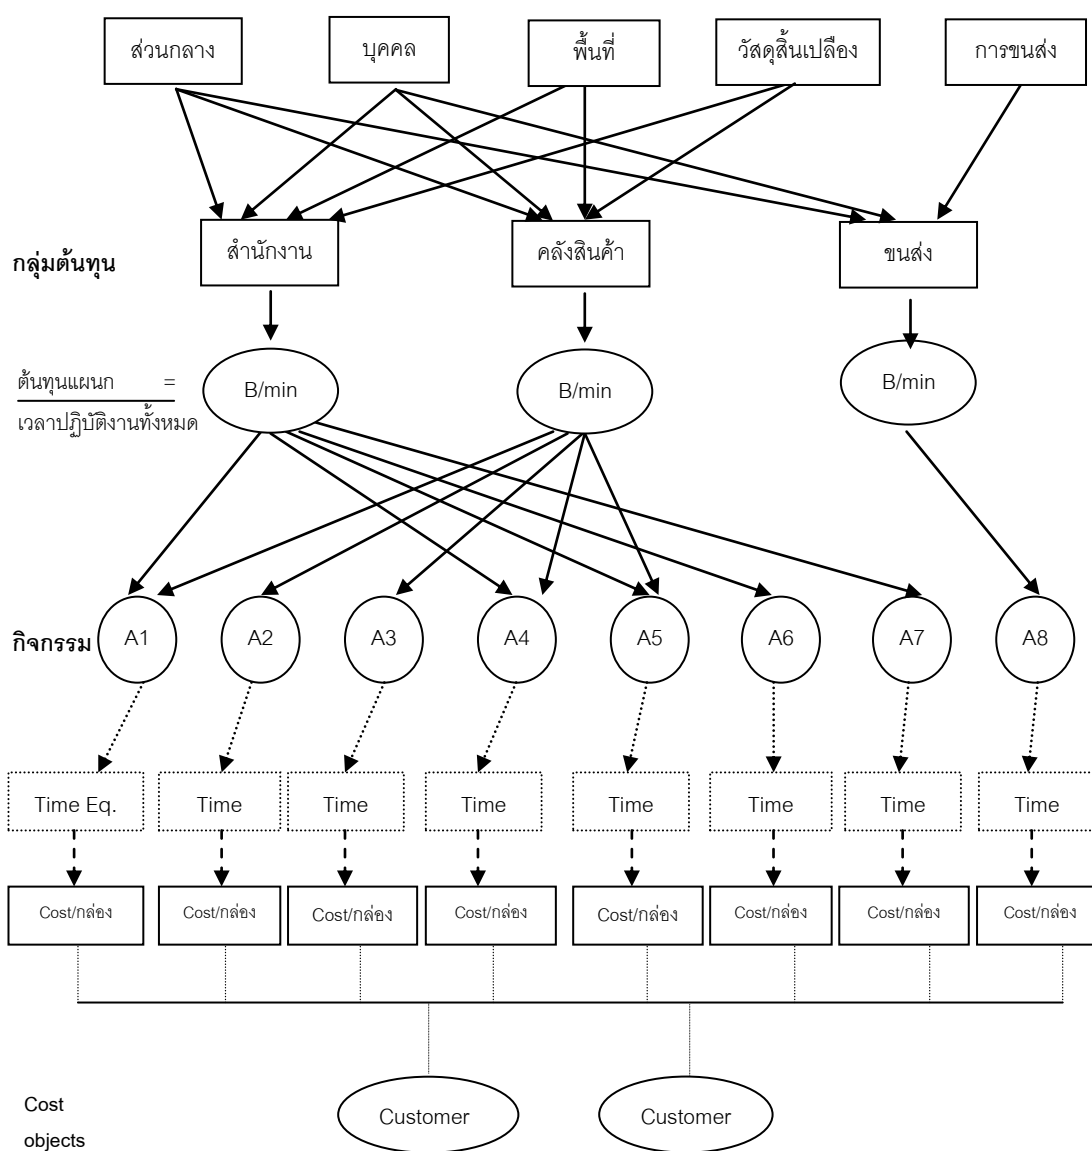 ส่วนกลาง บุคคล พื้นที่ วัสดุสิ้นเปลือง การขนส่ง
กลุ่มต้นทุน สำนักงาน คลังสินค้า ขนส่ง
ต้นทุนแผนก =
เวลาปฏิบัติงานทั้งหมด
B/min B/min B/min
กิจกรรม A1 A2 A3 A4 A5 A6 A7 A8
Time Eq. Time Time Time Time Time Time Time
Cost/กล่อง Cost/กล่อง Cost/กล่อง Cost/กล่อง Cost/กล่อง Cost/กล่อง Cost/กล่อง Cost/กล่อง
Cost
objects
Customer Customer